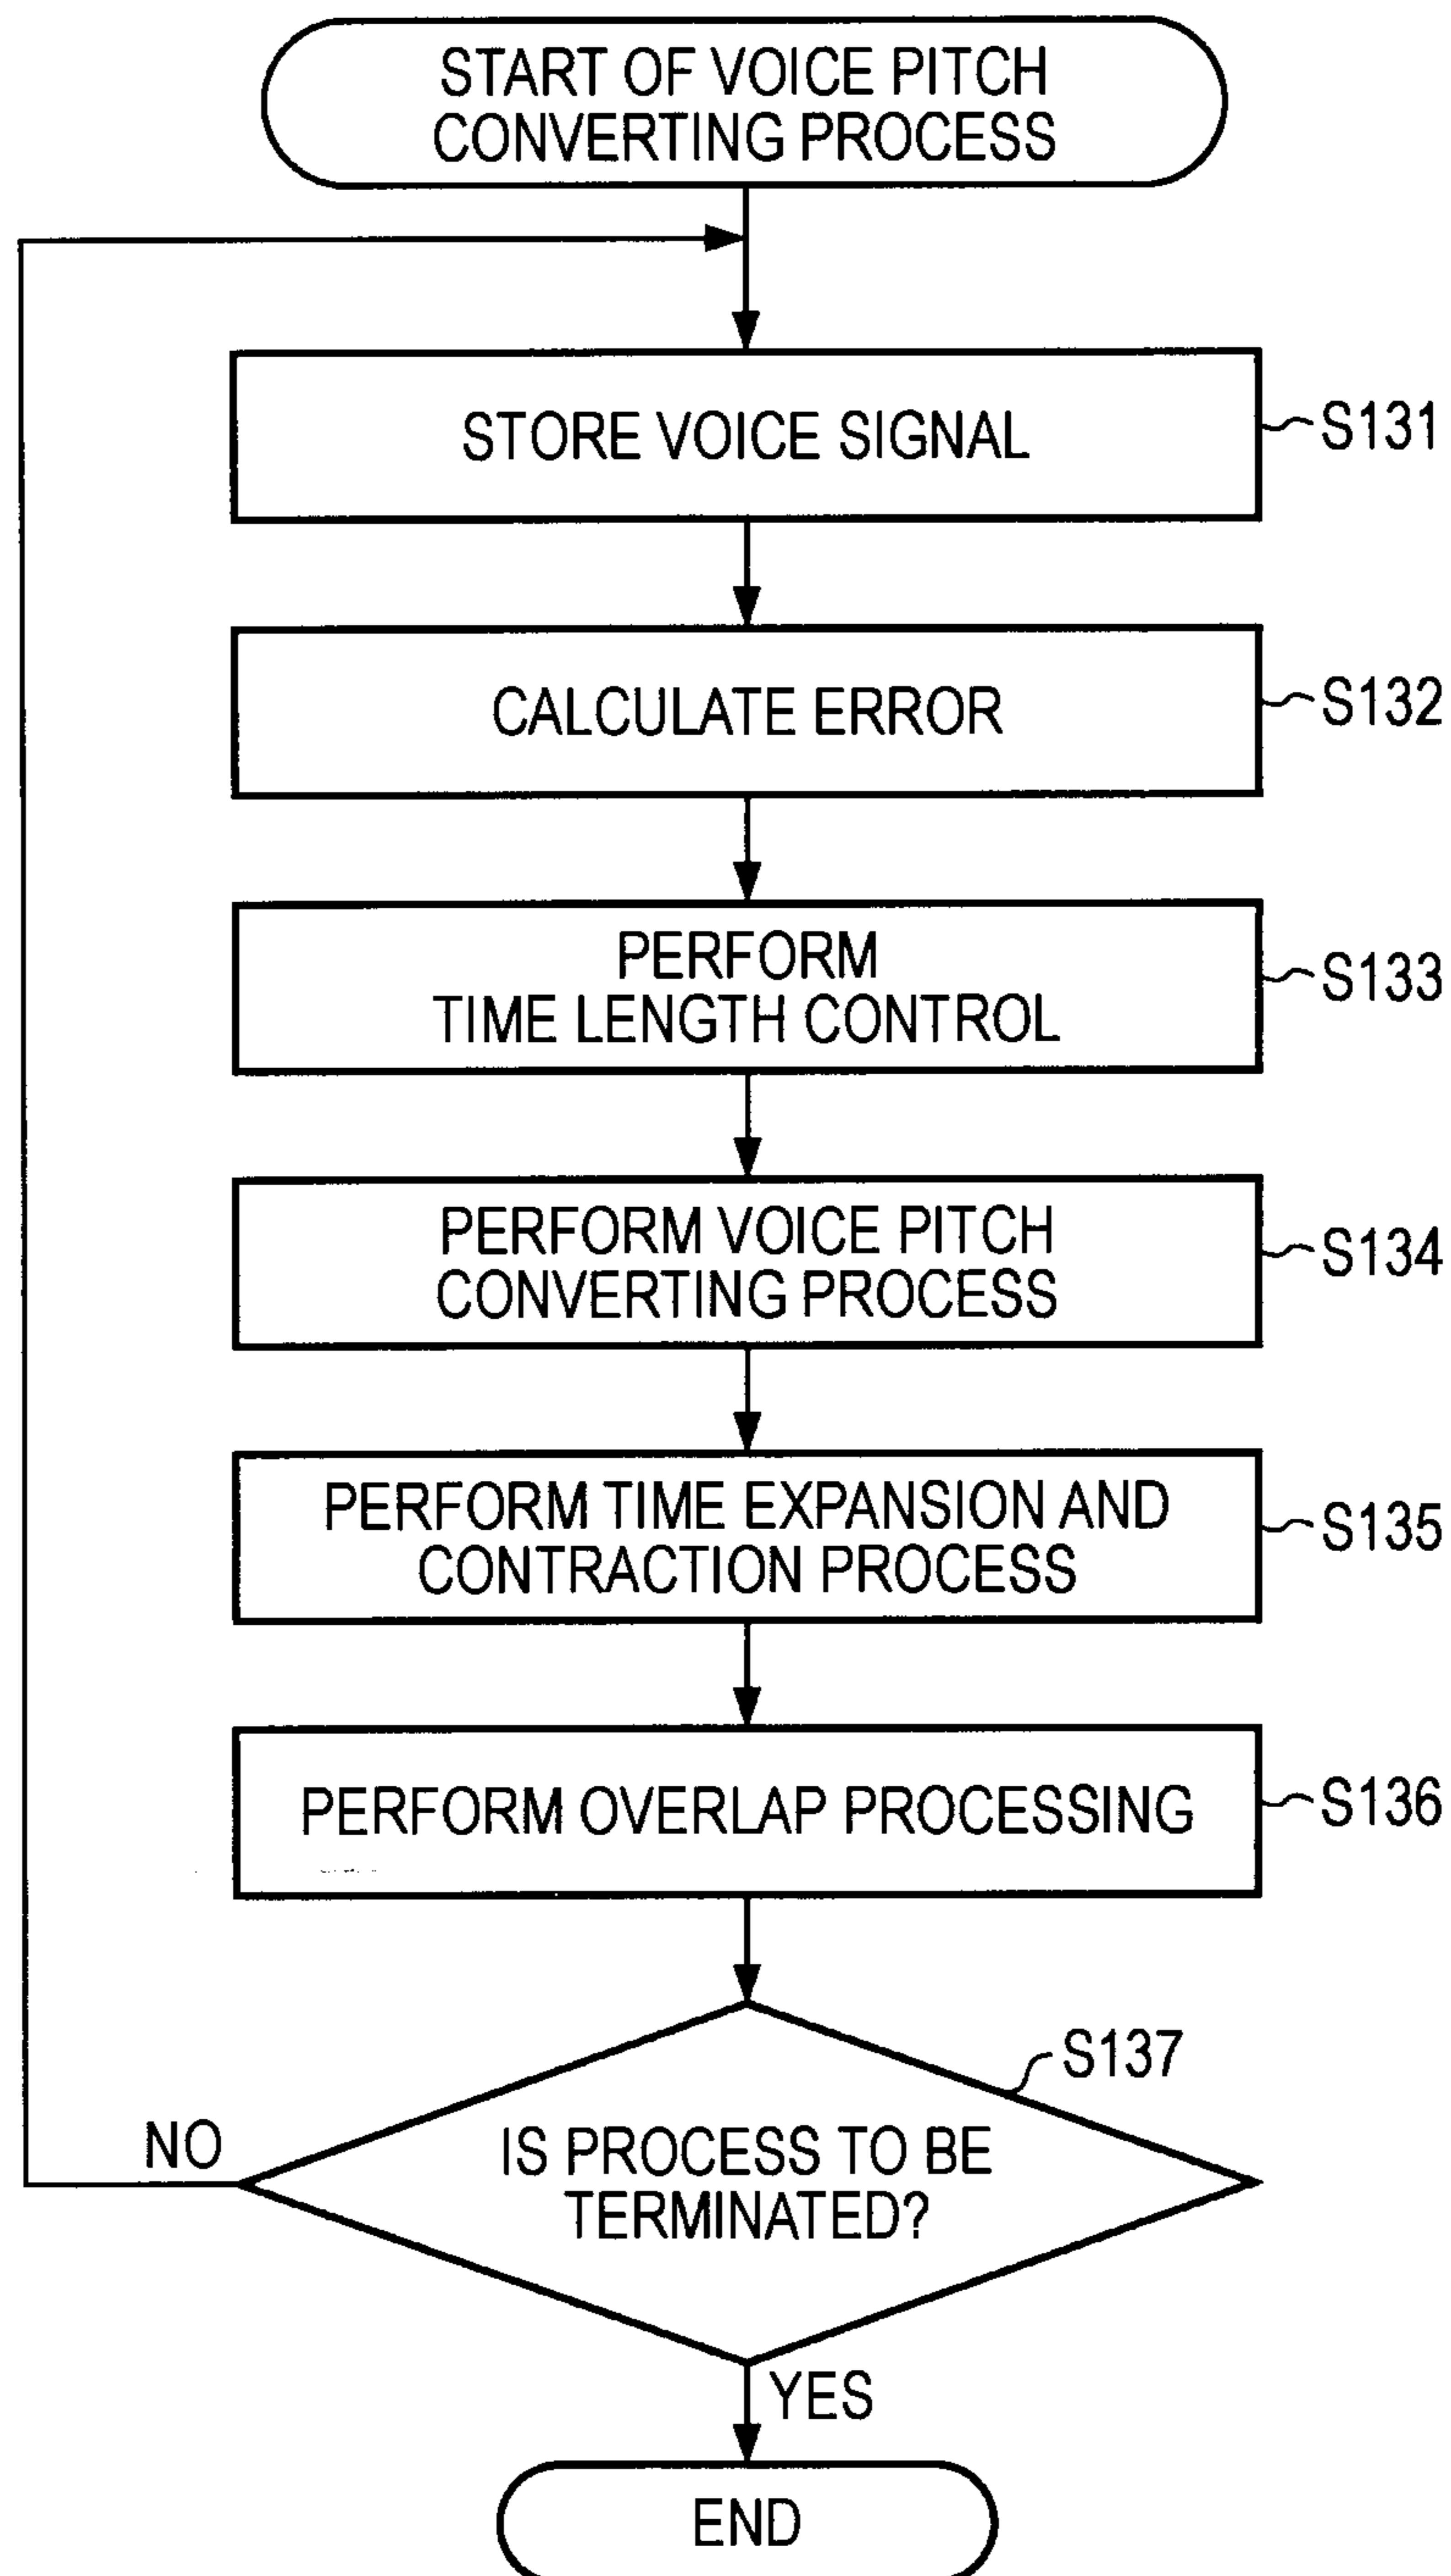 START OF VOICE PITCH
CONVERTING PROCESS
STORE VOICE SIGNAL
S131
CALCULATE ERROR
S132
PERFORM
TIME LENGTH CONTROL
S133
PERFORM VOICE PITCH
CONVERTING PROCESS
S134
PERFORM TIME EXPANSION AND
CONTRACTION PROCESS
S135
PERFORM OVERLAP PROCESSING
S136
S137
NO
IS PROCESS TO BE
TERMINATED?
YES
END